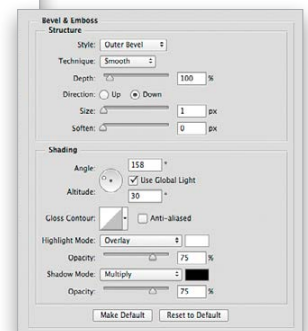 Bevel & Emboss
Structure
Style: Outer Bevel
Technique: Smooth
Depth: 100 %
Direction: Up Down
Size: 1 px
Soften: 0 px
Shading
Angle: 158 °
Use Global Light
Altitude: 30 °
Gloss Contour: Anti-aliased
Highlight Mode: Overlay
Opacity: 75 %
Shadow Mode: Multiply
Opacity: 75 %
Make Default Reset to Default